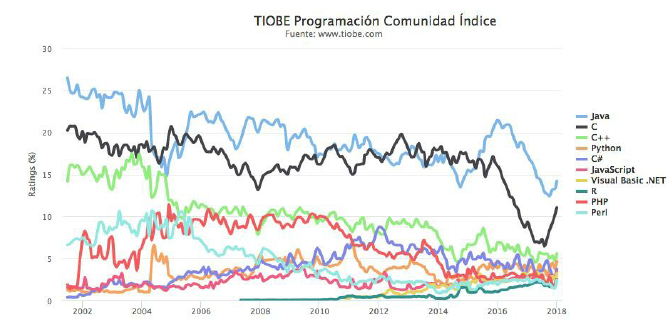 TIOBE Programación Comunidad Índice
Fuente: www.tiobe.com
Ratings (%)
30
25
20
15
10
5
0
2002 2004 2006 2008 2010 2012 2014 2016 2018
Java
C
C++
Python
C#
JavaScript
Visual Basic .NET
R
PHP
Perl